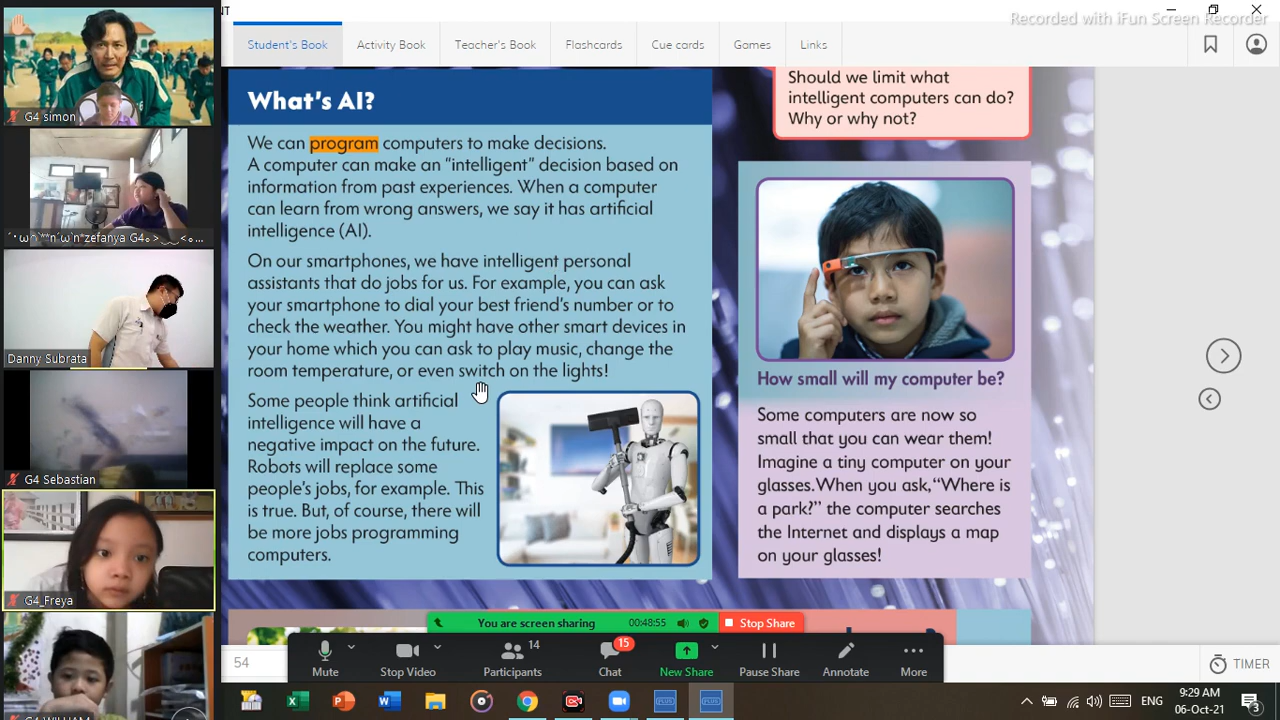 NT
Recorded with iFun Screen Recorder
Student's Book
Activity Book
Teacher's Book
Flashcards
Cue cards
Games
Links
What's AI?
We can program computers to make decisions.
A computer can make an "intelligent" decision based on
information from past experiences. When a computer
can learn from wrong answers, we say it has artificial
intelligence (AI).
On our smartphones, we have intelligent personal
assistants that do jobs for us. For example, you can ask
your smartphone to dial your best friend's number or to
check the weather. You might have other smart devices in
your home which you can ask to play music, change the
room temperature, or even switch on the lights!
Some people think artificial
intelligence will have a
negative impact on the future.
Robots will replace some
people's jobs, for example. This
is true. But, of course, there will
be more jobs programming
computers.
Should we limit what
intelligent computers can do?
Why or why not?
How small will my computer be?
Some computers are now so
small that you can wear them!
Imagine a tiny computer on your
glasses. When you ask, "Where is
a park?" the computer searches
the Internet and displays a map
on your glasses!
G4 simon
zefanya G4
Danny Subrata
G4 Sebastian
G4_Freya
G4 WILLIAM
You are screen sharing
00:48:55
Stop Share
54
Mute
Stop Video
14
Participants
15
Chat
New Share
Pause Share
Annotate
More
TIMER
ENG
9:29 AM
06-Oct-21
3